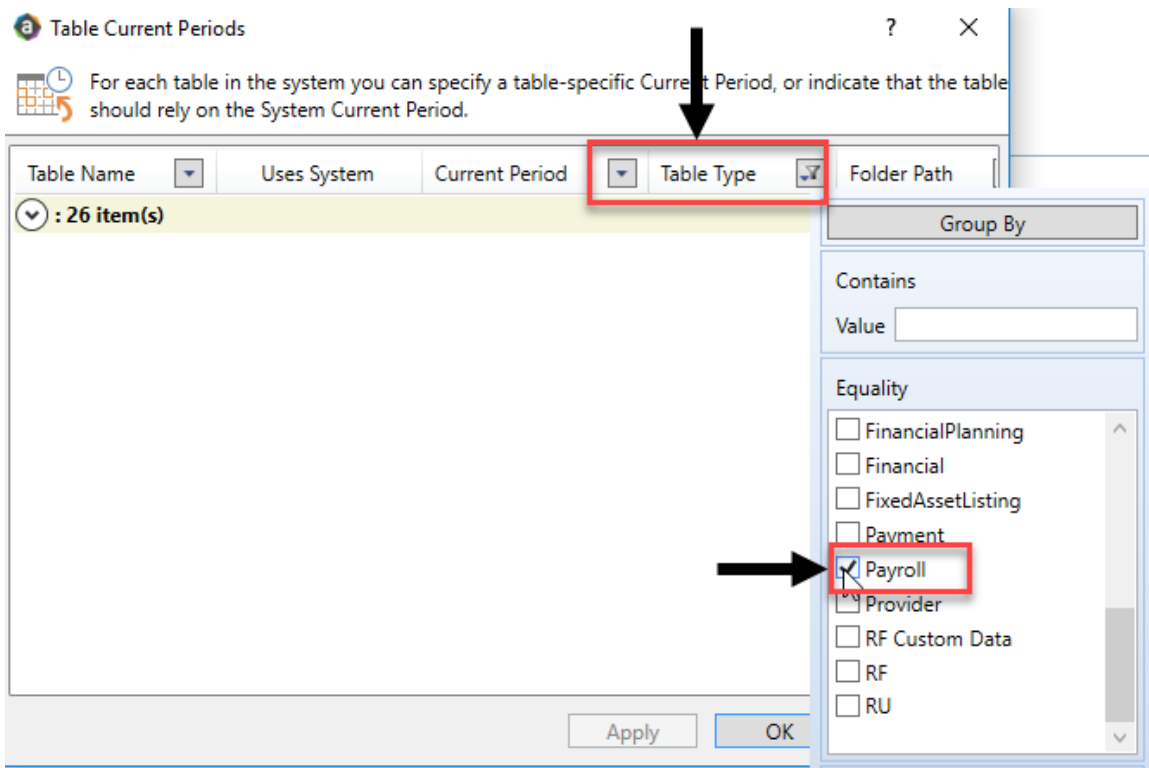 Table Current Periods ?
For each table in the system you can specify a table-specific Current Period, or indicate that the table
should rely on the System Current Period.
Table Name Uses System Current Period Table Type Folder Path
: 26 item(s)
Group By
Contains
Value
Equality
FinancialPlanning
Financial
FixedAssetListing
Payment
Payroll
Provider
RF Custom Data
RF
RU
Apply OK